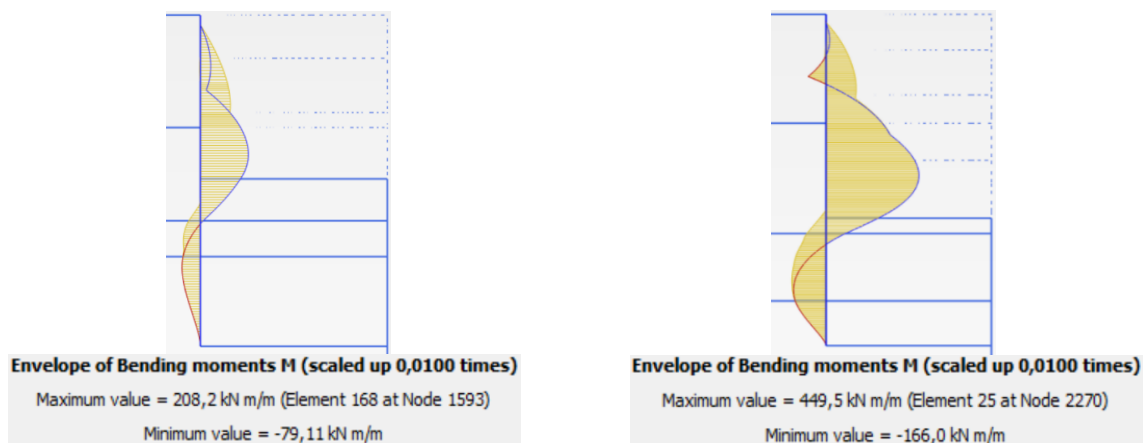 Envelope of Bending moments M (scaled up 0,0100 times)
Maximum value = 208,2 kN m/m (Element 168 at Node 1593)
Minimum value = -79,11 kN m/m
Envelope of Bending moments M (scaled up 0,0100 times)
Maximum value = 449,5 kN m/m (Element 25 at Node 2270)
Minimum value = -166,0 kN m/m